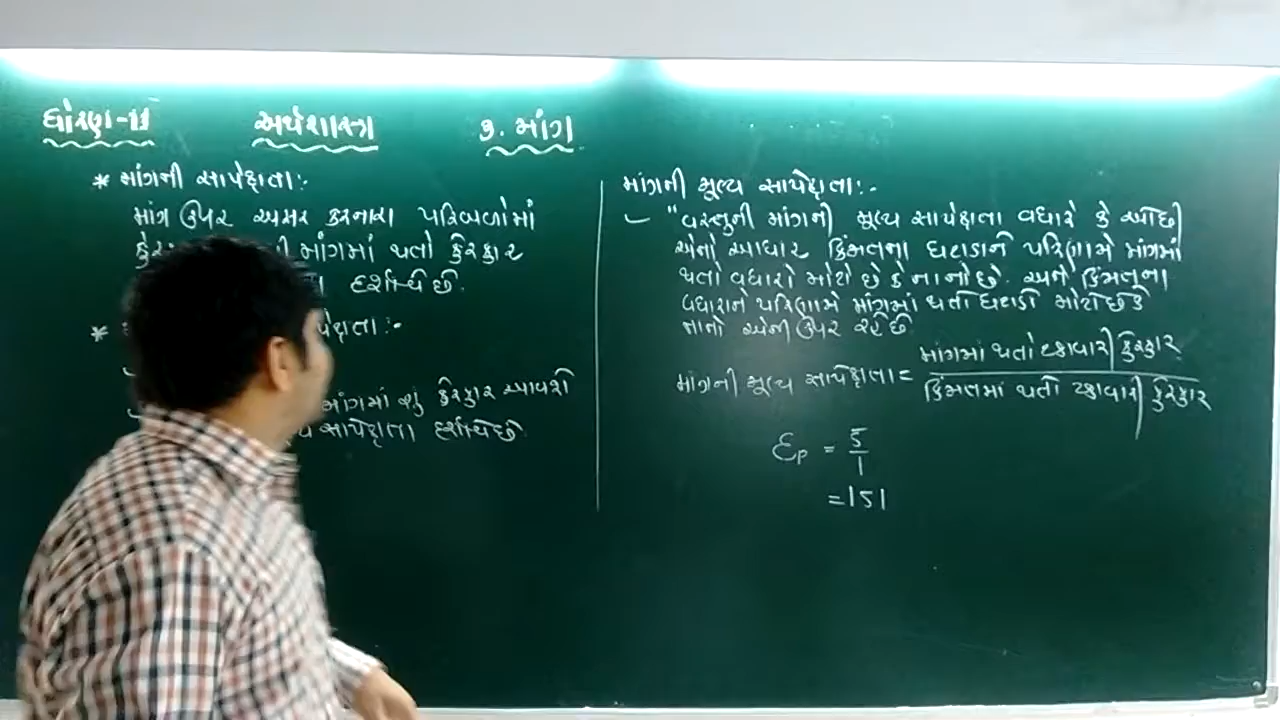 ધોરણ-11 અર્થશાસ્ત્ર 3. માંગ
* માંગની સાપેક્ષતા:-
માંગ ઉપર અસર કરનારા પરિબળોમાં
માંગમાં થતો ફેરફાર
દર્શાવે છે.
*
માંગમાં શું ફેરફાર આવશે
સાપેક્ષતા દર્શાવે છે.
માંગની મૂલ્ય સાપેક્ષતા:-
- "વસ્તુની માંગની મૂલ્ય સાપેક્ષતા વધારે કે ઓછી
એનો આધાર કિંમતના ઘટાડાને પરિણામે માંગમાં
થતો વધારો મોટો છે કે નાનો છે. અને કિંમતના
વધારાને પરિણામે માંગમાં થતો ઘટાડો મોટો છે કે
નાનો એની ઉપર રહે છે
માંગની મૂલ્ય સાપેક્ષતા = માંગમાં થતો ટકાવારી ફેરફાર
કિંમતમાં થતો ટકાવારી ફેરફાર
Ep = 5/1
= |5|